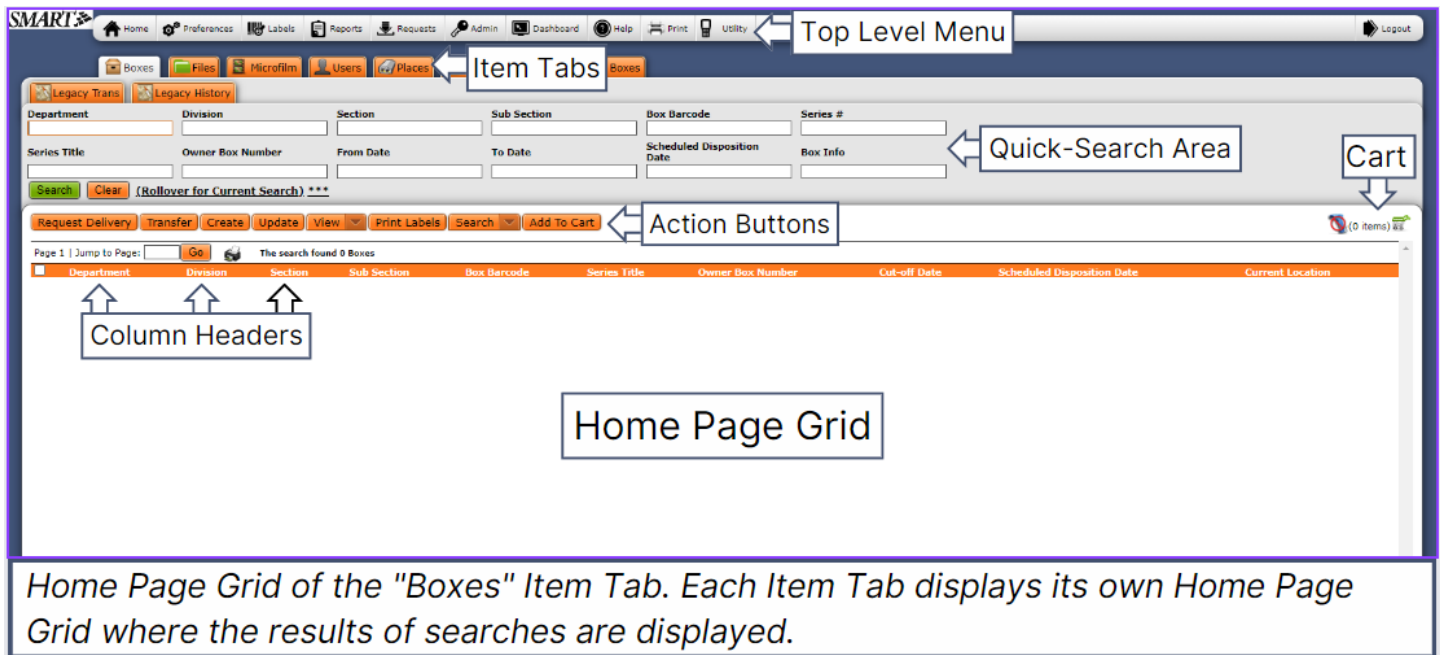 SMART
Home Preferences Labels Reports Requests Admin Dashboard Help Print Utility Top Level Menu Logout
Boxes Files Microfilm Users Places Item Tabs Boxes
Legacy Trans Legacy History
Department Division Section Sub Section Box Barcode Series #
Quick-Search Area
Cart
Series Title Owner Box Number From Date To Date Scheduled Disposition Date Box Info
Search Clear (Rollover for Current Search) ***
Request Delivery Transfer Create Update View Print Labels Search Add To Cart Action Buttons (0 items)
Page 1 | Jump to Page: Go The search found 0 Boxes
Department Division Section Sub Section Box Barcode Series Title Owner Box Number Cut-off Date Scheduled Disposition Date Current Location
Column Headers
Home Page Grid
Home Page Grid of the "Boxes" Item Tab. Each Item Tab displays its own Home Page
Grid where the results of searches are displayed.